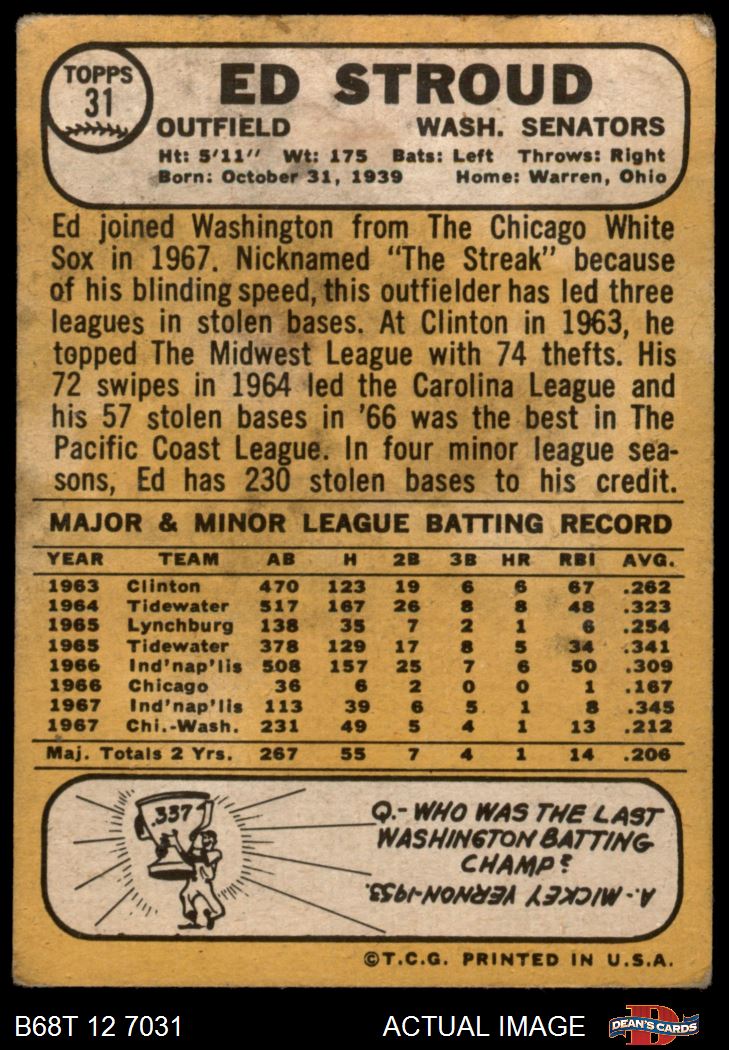 TOPPS
31
ED STROUD
OUTFIELD WASH. SENATORS
Ht: 5'11" Wt: 175 Bats: Left Throws: Right
Born: October 31, 1939 Home: Warren, Ohio
Ed joined Washington from The Chicago White
Sox in 1967. Nicknamed "The Streak" because
of his blinding speed, this outfielder has led three
leagues in stolen bases. At Clinton in 1963, he
topped The Midwest League with 74 thefts. His
72 swipes in 1964 led the Carolina League and
his 57 stolen bases in '66 was the best in The
Pacific Coast League. In four minor league sea-
sons, Ed has 230 stolen bases to his credit.
MAJOR & MINOR LEAGUE BATTING RECORD
YEAR TEAM AB H 2B 3B HR RBI AVG.
1963 Clinton 470 123 19 6 6 67 .262
1964 Tidewater 517 167 26 8 8 48 .323
1965 Lynchburg 138 35 7 2 1 6 .254
1965 Tidewater 378 129 17 8 5 34 .341
1966 Ind'nap'lis 508 157 25 7 6 50 .309
1966 Chicago 36 6 2 0 0 1 .167
1967 Ind'nap'lis 113 39 6 5 1 8 .345
1967 Chi.-Wash. 231 49 5 4 1 13 .212
Maj. Totals 2 Yrs. 267 55 7 4 1 14 .206
.337
Q.- WHO WAS THE LAST
WASHINGTON BATTING
CHAMP?
A.- MICKEY VERNON-1953.
©T.C.G. PRINTED IN U.S.A.
B68T 12 7031 ACTUAL IMAGE
D
DEAN'S CARDS